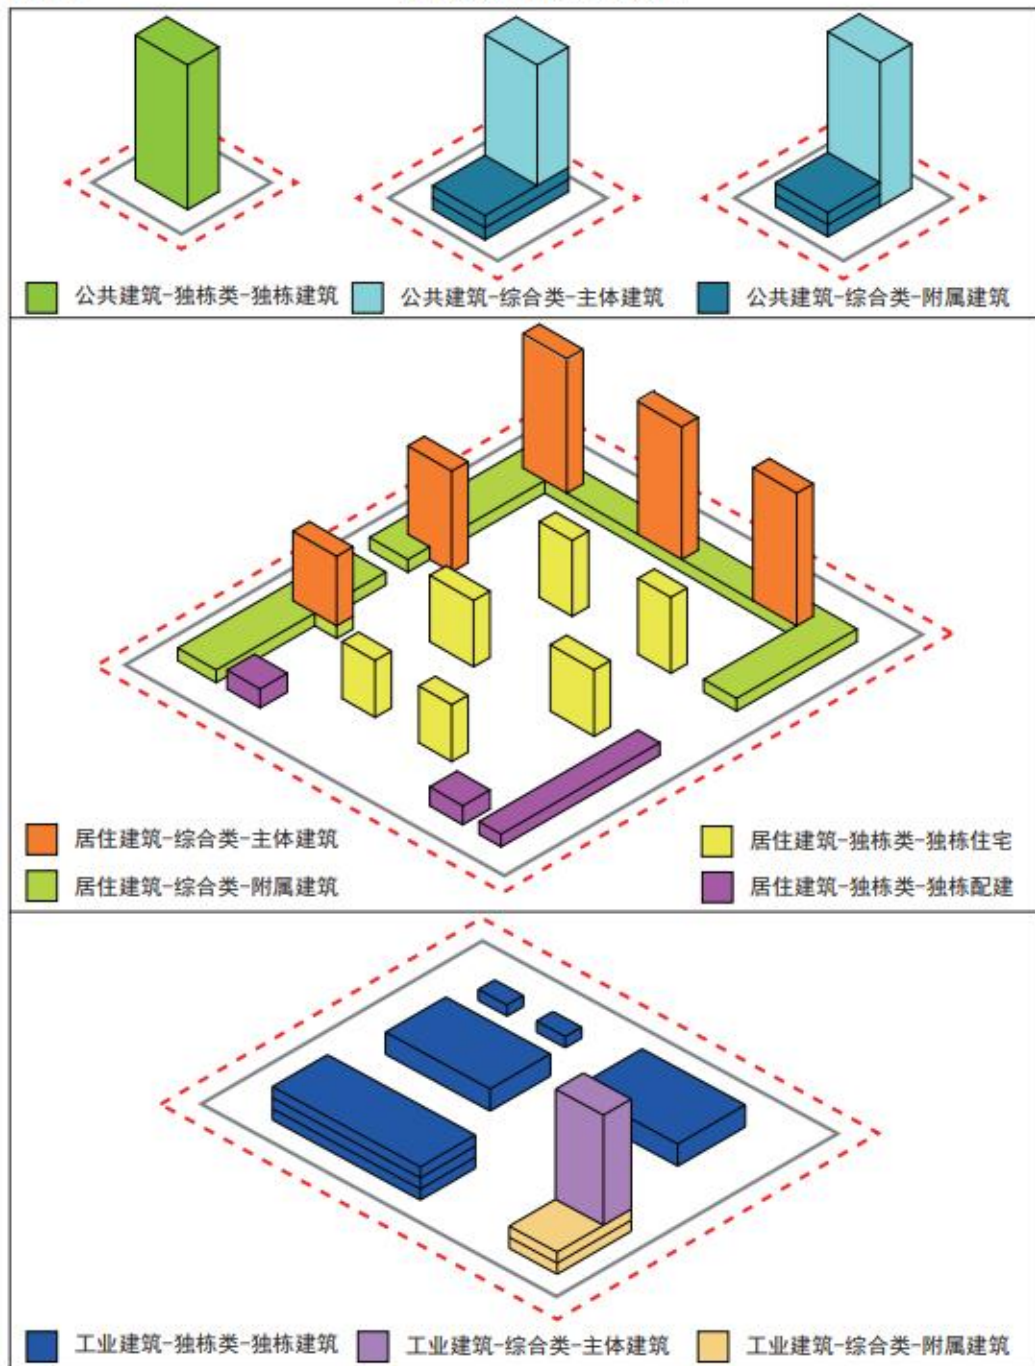 公共建筑-独栋类-独栋建筑
公共建筑-综合类-主体建筑
公共建筑-综合类-附属建筑
居住建筑-综合类-主体建筑
居住建筑-独栋类-独栋住宅
居住建筑-综合类-附属建筑
居住建筑-独栋类-独栋配建
工业建筑-独栋类-独栋建筑
工业建筑-综合类-主体建筑
工业建筑-综合类-附属建筑